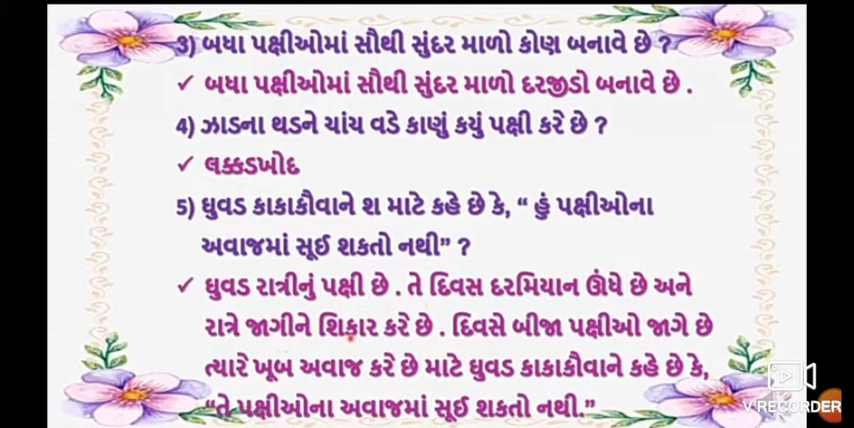 3) બધા પક્ષીઓમાં સૌથી સુંદર માળો કોણ બનાવે છે ?
✓ બધા પક્ષીઓમાં સૌથી સુંદર માળો દરજીડો બનાવે છે .
4) ઝાડના થડને ચાંચ વડે કાણું કયું પક્ષી કરે છે ?
✓ લક્કડખોદ
5) ઘુવડ કાકાકૌવાને શ માટે કહે છે કે, “ હું પક્ષીઓના
અવાજમાં સૂઈ શકતો નથી” ?
✓ ઘુવડ રાત્રીનું પક્ષી છે . તે દિવસ દરમિયાન ઊંધે છે અને
રાત્રે જાગીને શિકાર કરે છે . દિવસે બીજા પક્ષીઓ જાગે છે
ત્યારે ખૂબ અવાજ કરે છે માટે ઘુવડ કાકાકૌવાને કહે છે કે,
“તે પક્ષીઓના અવાજમાં સૂઈ શકતો નથી.”
V RECORDER